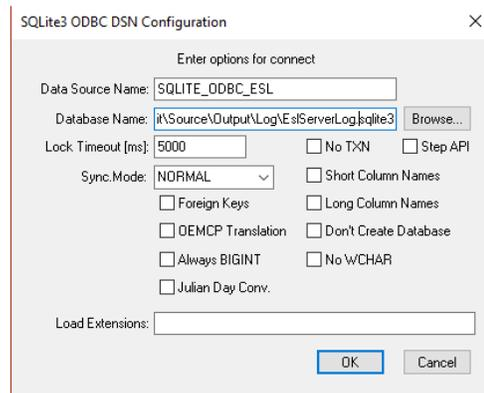 SQLite3 ODBC DSN Configuration
Enter options for connect
Data Source Name: SQLITE_ODBC_ESL
Database Name: it\Source\Output\Log\EslServerLog.sqlite3 Browse...
Lock Timeout [ms]: 5000 No TXN Step API
Sync.Mode: NORMAL Short Column Names
Foreign Keys Long Column Names
OEMCP Translation Don't Create Database
Always BIGINT No WCHAR
Julian Day Conv.
Load Extensions:
OK Cancel